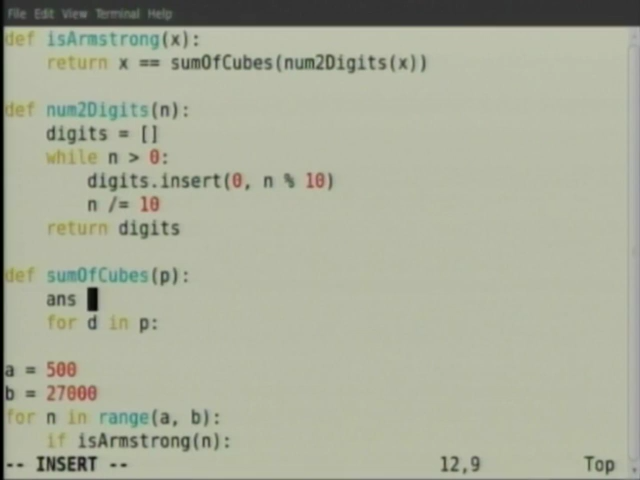 File Edit View Terminal Help
def isArmstrong(x):
    return x == sumOfCubes(num2Digits(x))

def num2Digits(n):
    digits = []
    while n > 0:
        digits.insert(0, n % 10)
        n /= 10
    return digits

def sumOfCubes(p):
    ans
    for d in p:

a = 500
b = 27000
for n in range(a, b):
    if isArmstrong(n):
-- INSERT -- 12,9 Top